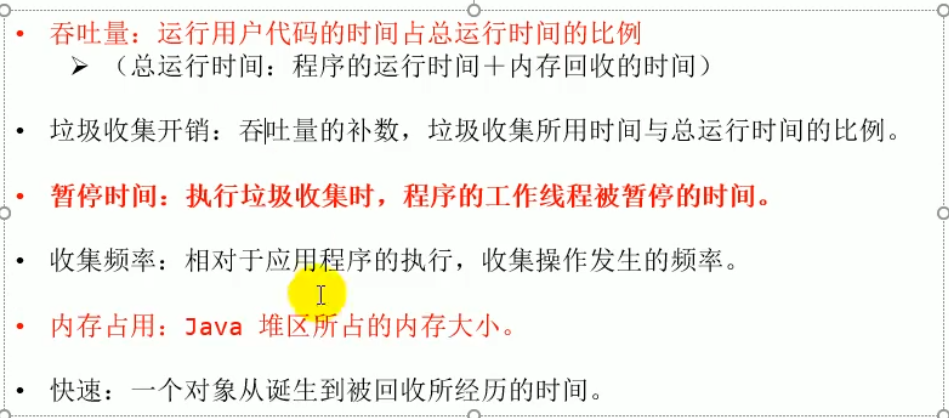 • 吞吐量：运行用户代码的时间占总运行时间的比例
➢ （总运行时间：程序的运行时间＋内存回收的时间）
• 垃圾收集开销：吞吐量的补数，垃圾收集所用时间与总运行时间的比例。
• 暂停时间：执行垃圾收集时，程序的工作线程被暂停的时间。
• 收集频率：相对于应用程序的执行，收集操作发生的频率。
• 内存占用：Java 堆区所占的内存大小。
• 快速：一个对象从诞生到被回收所经历的时间。